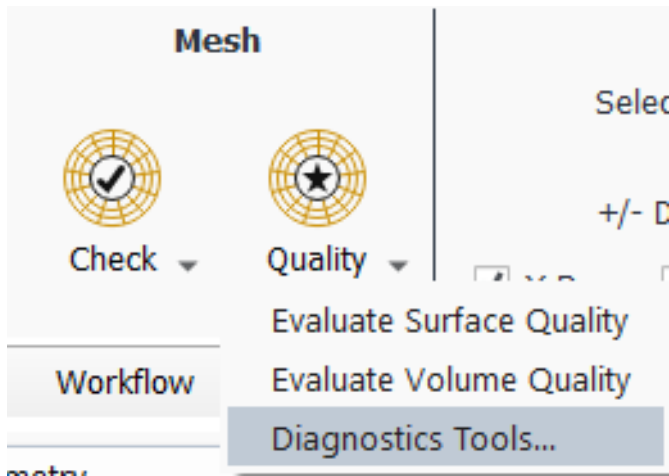 Mesh
Check
Quality
+/-
Evaluate Surface Quality
Evaluate Volume Quality
Workflow
Diagnostics Tools...